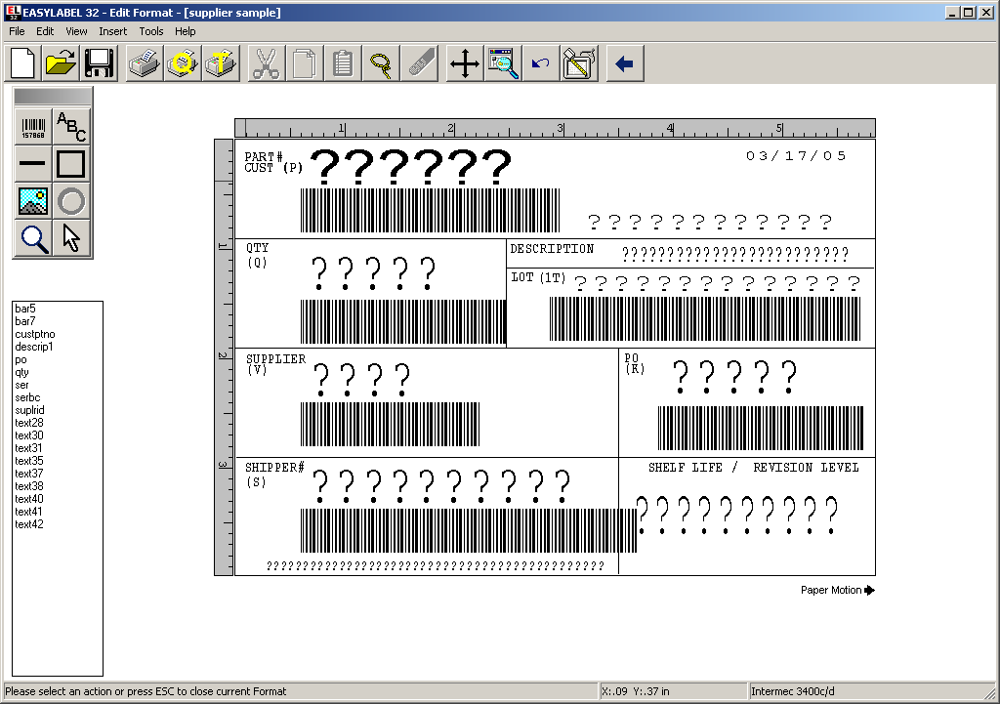 EL 32 EASYLABEL 32 - Edit Format - [supplier sample]
File Edit View Insert Tools Help
Q T
157868 ABC
1 2 3 4 5
PART# ?????? 03/17/05
CUST (P)
????????????
1
QTY ????? DESCRIPTION ?????????????????????????
(Q)
LOT (1T) ??????????????
2
SUPPLIER ???? PO ?????
(V) (K)
3
SHIPPER# ?????????? SHELF LIFE / REVISION LEVEL
(S) ??????????
????????????????????????????????????????
Paper Motion
bar5
bar7
custptno
descrip1
po
qty
ser
serbc
suplrid
text28
text30
text31
text35
text37
text38
text40
text41
text42
Please select an action or press ESC to close current Format X:.09 Y:.37 in Intermec 3400c/d